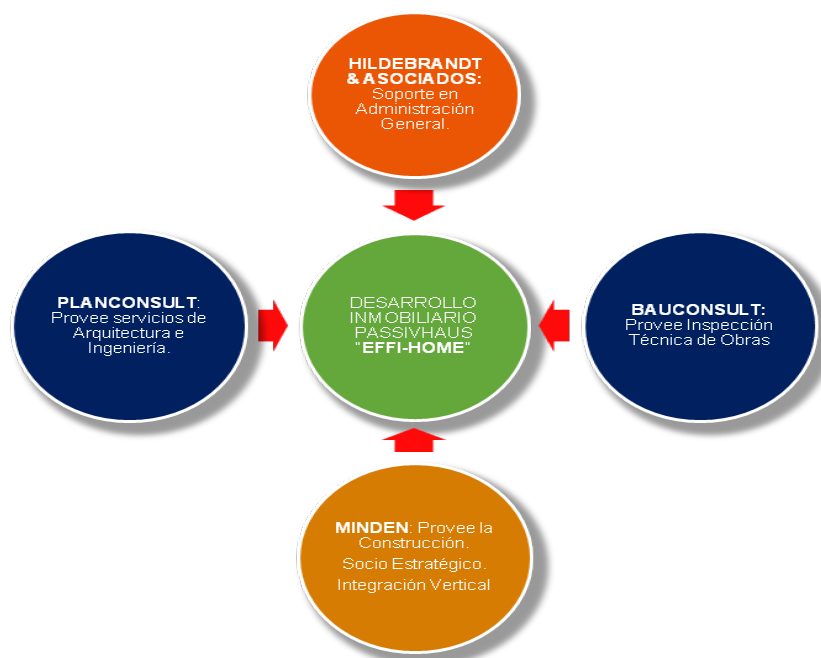 HILDEBRANDT
& ASOCIADOS:
Soporte en
Administración
General.
PLANCONSULT:
Provee servicios de
Arquitectura e
Ingeniería.
DESARROLLO
INMOBILIARIO
PASSIVHAUS
"EFFI-HOME"
BAUCONSULT:
Provee Inspección
Técnica de Obras
MINDEN: Provee la
Construcción.
Socio Estratégico.
Integración Vertical